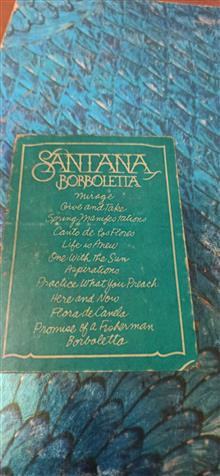 SANTANA
BORBOLETTA
Mirage
Give and Take
Spring Manifestations
Canto de los Flores
Life is Anew
One With the Sun
Aspirations
Practice What You Preach
Here and Now
Flor de Canela
Promise of a Fisherman
Borboletta